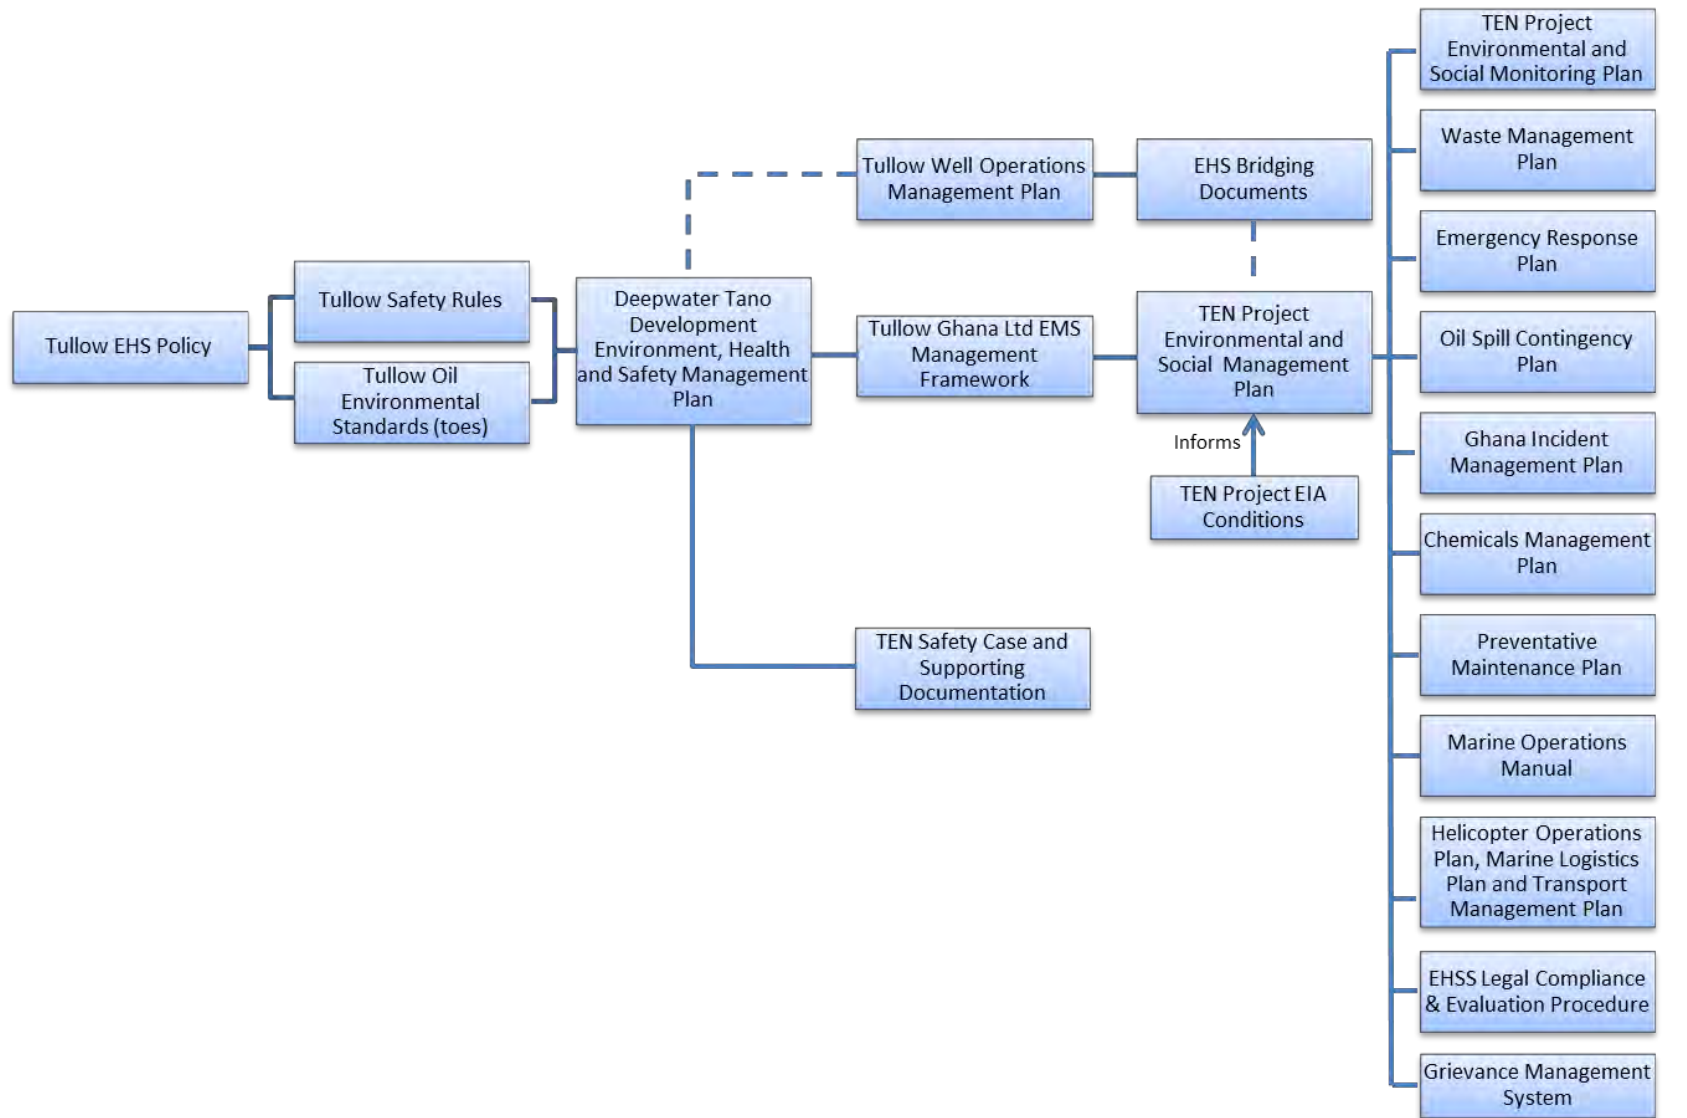 Tullow EHS Policy
Tullow Safety Rules
Tullow Oil
Environmental
Standards (toes)
Deepwater Tano
Development
Environment, Health
and Safety Management
Plan
Tullow Well Operations
Management Plan
EHS Bridging
Documents
Tullow Ghana Ltd EMS
Management
Framework
TEN Project
Environmental and
Social Management
Plan
Informs
TEN Project EIA
Conditions
TEN Safety Case and
Supporting
Documentation
TEN Project
Environmental and
Social Monitoring Plan
Waste Management
Plan
Emergency Response
Plan
Oil Spill Contingency
Plan
Ghana Incident
Management Plan
Chemicals Management
Plan
Preventative
Maintenance Plan
Marine Operations
Manual
Helicopter Operations
Plan, Marine Logistics
Plan and Transport
Management Plan
EHSS Legal Compliance
& Evaluation Procedure
Grievance Management
System